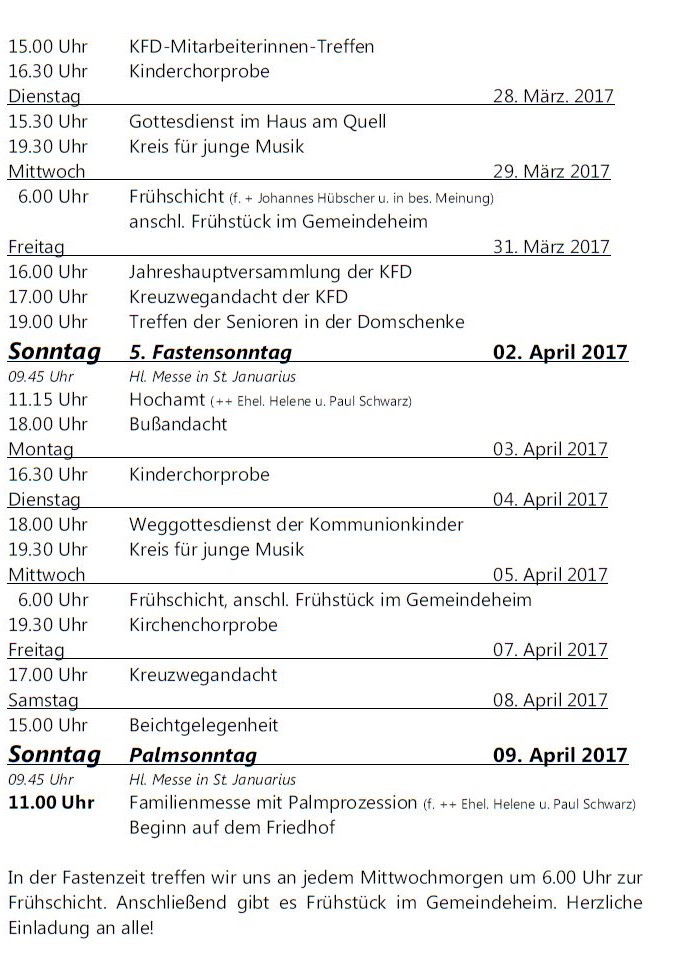 15.00 Uhr KFD-Mitarbeiterinnen-Treffen
16.30 Uhr Kinderchorprobe
Dienstag 28. März. 2017
15.30 Uhr Gottesdienst im Haus am Quell
19.30 Uhr Kreis für junge Musik
Mittwoch 29. März 2017
6.00 Uhr Frühschicht (f. + Johannes Hübscher u. in bes. Meinung)
anschl. Frühstück im Gemeindeheim
Freitag 31. März 2017
16.00 Uhr Jahreshauptversammlung der KFD
17.00 Uhr Kreuzwegandacht der KFD
19.00 Uhr Treffen der Senioren in der Domschenke
Sonntag 5. Fastensonntag 02. April 2017
09.45 Uhr Hl. Messe in St. Januarius
11.15 Uhr Hochamt (++ Ehel. Helene u. Paul Schwarz)
18.00 Uhr Bußandacht
Montag 03. April 2017
16.30 Uhr Kinderchorprobe
Dienstag 04. April 2017
18.00 Uhr Weggottesdienst der Kommunionkinder
19.30 Uhr Kreis für junge Musik
Mittwoch 05. April 2017
6.00 Uhr Frühschicht, anschl. Frühstück im Gemeindeheim
19.30 Uhr Kirchenchorprobe
Freitag 07. April 2017
17.00 Uhr Kreuzwegandacht
Samstag 08. April 2017
15.00 Uhr Beichtgelegenheit
Sonntag Palmsonntag 09. April 2017
09.45 Uhr Hl. Messe in St. Januarius
11.00 Uhr Familienmesse mit Palmprozession (f. ++ Ehel. Helene u. Paul Schwarz)
Beginn auf dem Friedhof
In der Fastenzeit treffen wir uns an jedem Mittwochmorgen um 6.00 Uhr zur
Frühschicht. Anschließend gibt es Frühstück im Gemeindeheim. Herzliche
Einladung an alle!